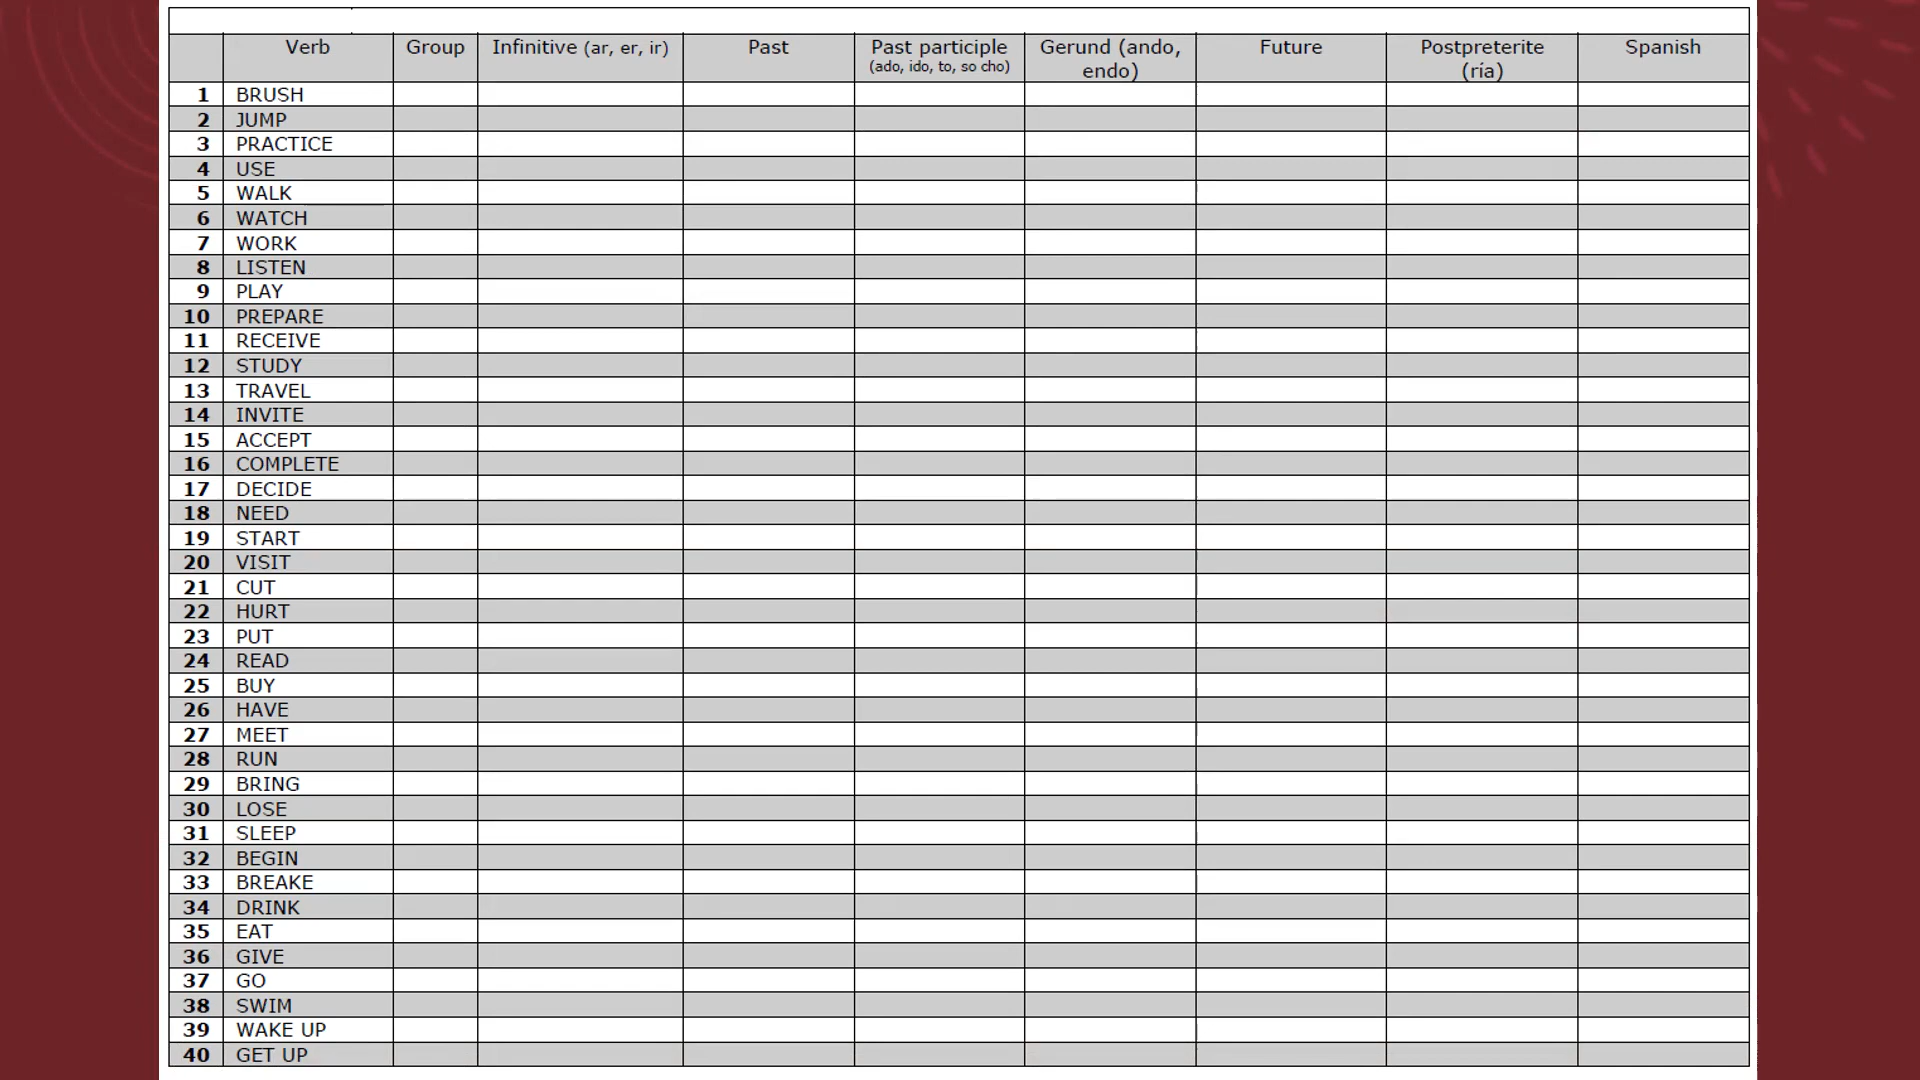 Verb Group Infinitive (ar, er, ir) Past Past participle (ado, ido, to, so cho) Gerund (ando, endo) Future Postpreterite (ría) Spanish
1 BRUSH
2 JUMP
3 PRACTICE
4 USE
5 WALK
6 WATCH
7 WORK
8 LISTEN
9 PLAY
10 PREPARE
11 RECEIVE
12 STUDY
13 TRAVEL
14 INVITE
15 ACCEPT
16 COMPLETE
17 DECIDE
18 NEED
19 START
20 VISIT
21 CUT
22 HURT
23 PUT
24 READ
25 BUY
26 HAVE
27 MEET
28 RUN
29 BRING
30 LOSE
31 SLEEP
32 BEGIN
33 BREAKE
34 DRINK
35 EAT
36 GIVE
37 GO
38 SWIM
39 WAKE UP
40 GET UP